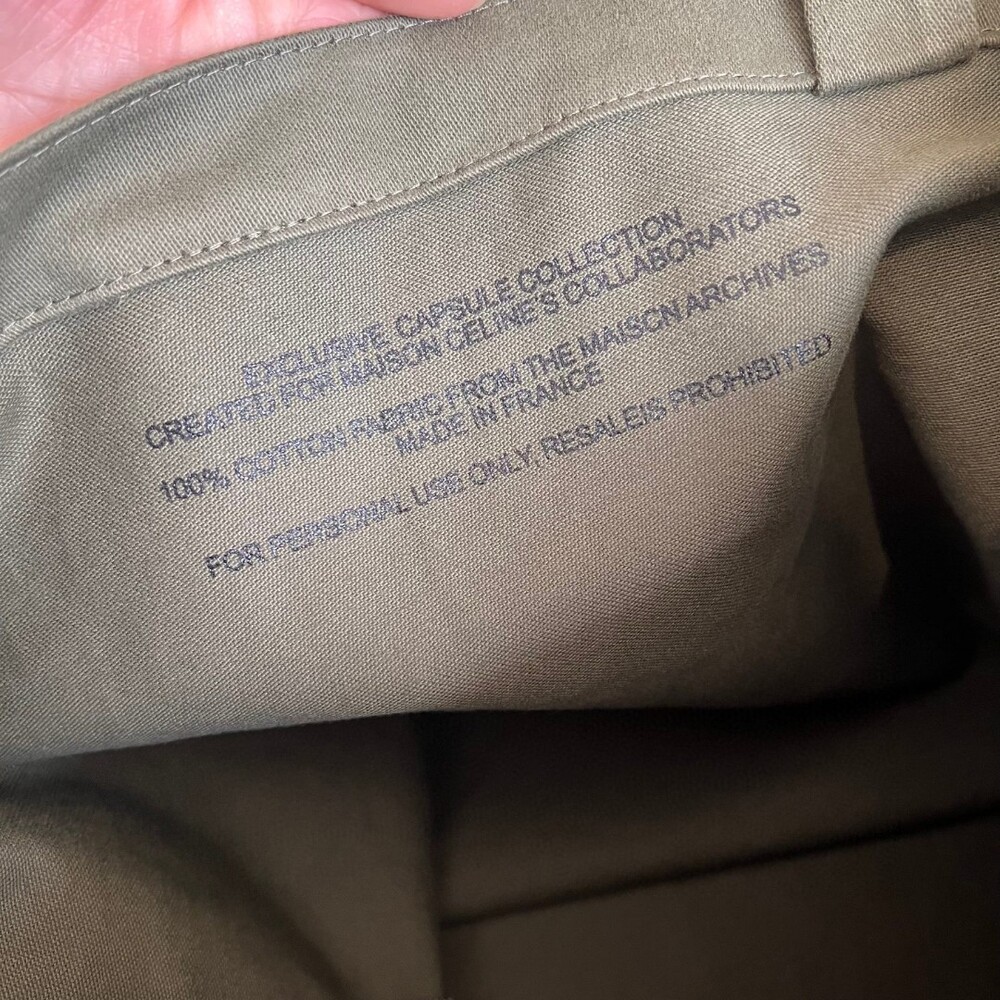 EXCLUSIVE CAPSULE COLLECTION
CREATED FOR MAISON CELINE'S COLLABORATORS
100% COTTON FABRIC FROM THE MAISON ARCHIVES
MADE IN FRANCE
FOR PERSONAL USE ONLY, RESALE IS PROHIBITED